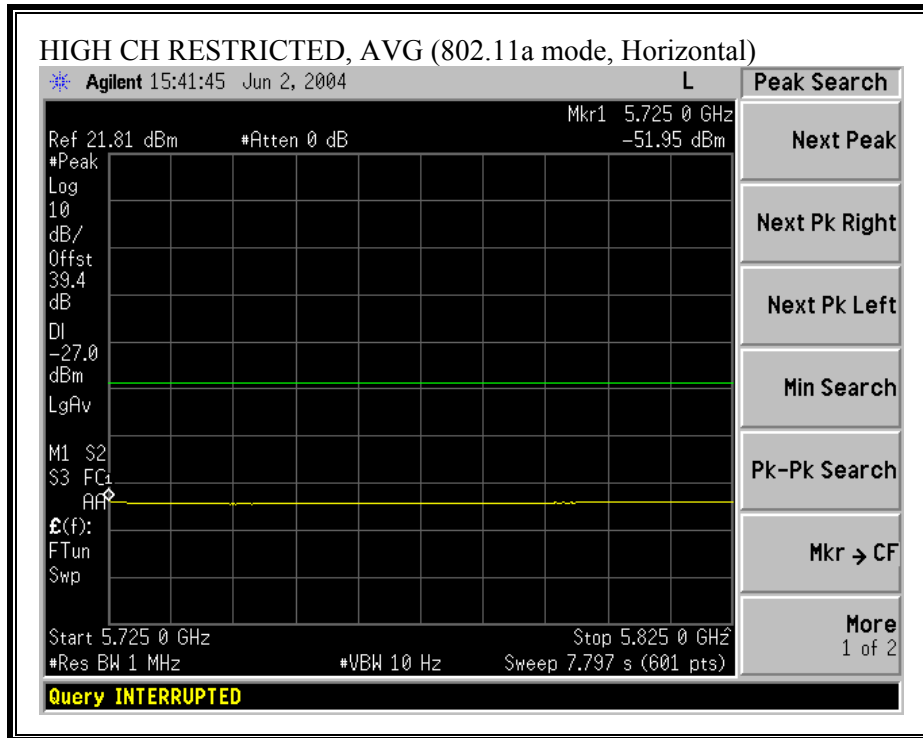 HIGH CH RESTRICTED, AVG (802.11a mode, Horizontal)
Agilent 15:41:45 Jun 2, 2004 L
Peak Search
Mkr1 5.725 0 GHz
Ref 21.81 dBm #Atten 0 dB -51.95 dBm
#Peak
Log
10
dB/
Offst
39.4
dB
DI
-27.0
dBm
LgAv
M1 S2
S3 FC
AA
£(f):
FTun
Swp
1
Start 5.725 0 GHz Stop 5.825 0 GHz^
#Res BW 1 MHz #VBW 10 Hz Sweep 7.797 s (601 pts)
Query INTERRUPTED
Next Peak
Next Pk Right
Next Pk Left
Min Search
Pk-Pk Search
Mkr → CF
More
1 of 2